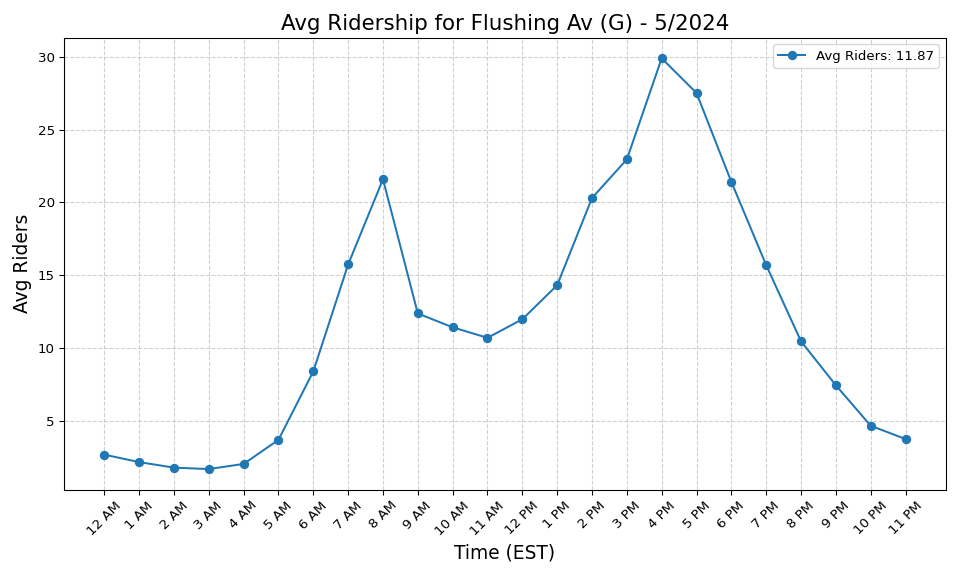 Avg Ridership for Flushing Av (G) - 5/2024
Avg Riders: 11.87
Avg Riders
30
25
20
15
10
5
12 AM
1 AM
2 AM
3 AM
4 AM
5 AM
6 AM
7 AM
8 AM
9 AM
10 AM
11 AM
12 PM
1 PM
2 PM
3 PM
4 PM
5 PM
6 PM
7 PM
8 PM
9 PM
10 PM
11 PM
Time (EST)